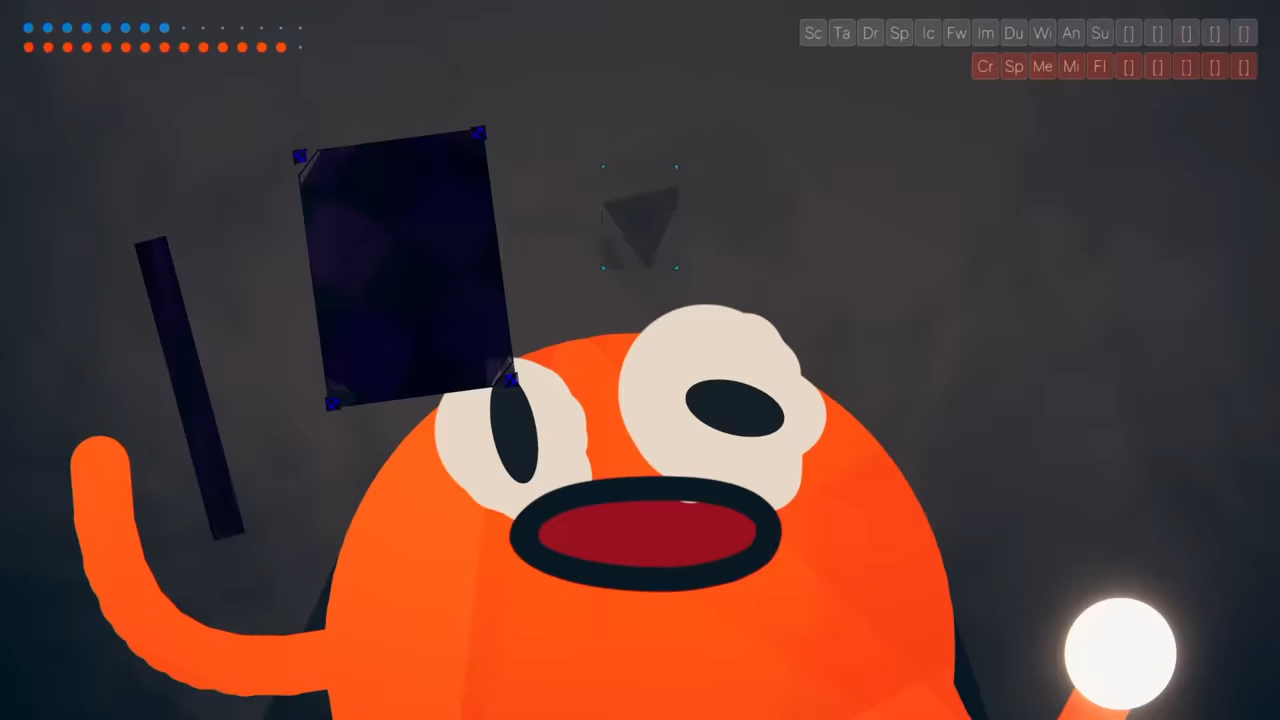 Sc Ta Dr Sp Ic Fw Im Du Wi An Su [] [] [] [] []
Cr Sp Me Mi Fl [] [] [] [] []